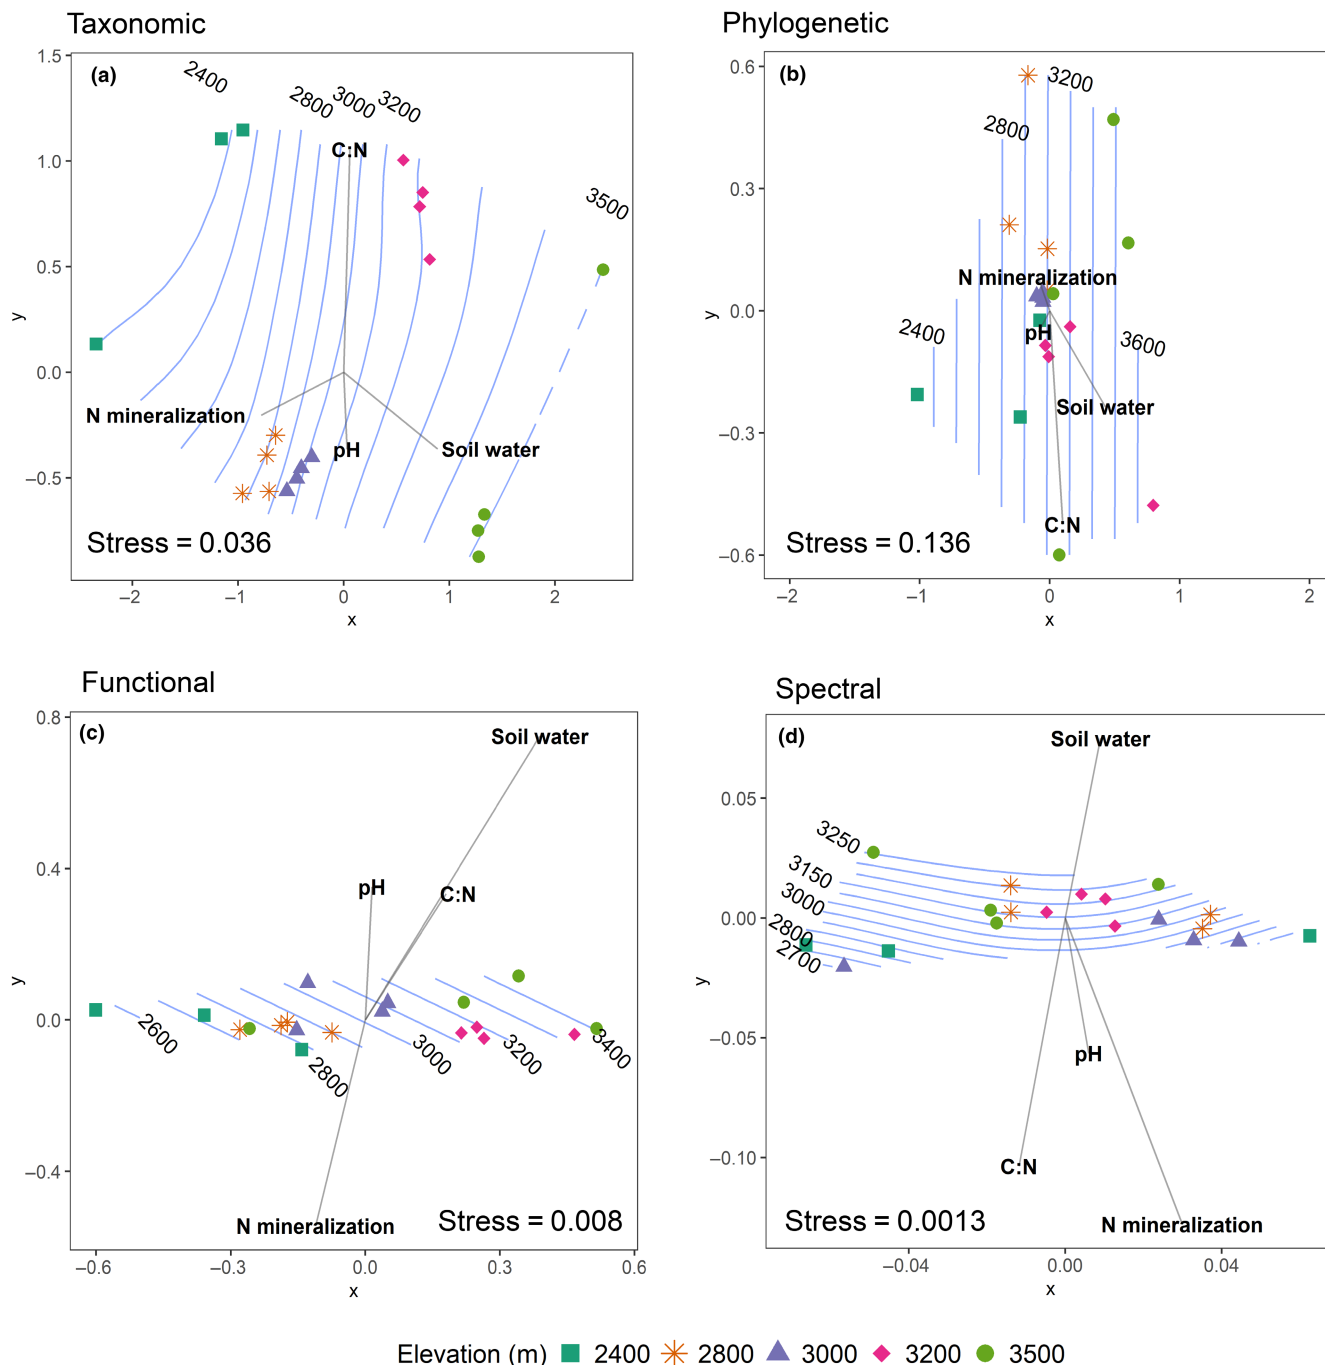 Taxonomic
(a)
2400
2800
3000
3200
3500
C:N
N mineralization
pH
Soil water
Stress = 0.036
1.5
1.0
0.5
0.0
−0.5
y
−2
−1
0
1
2
x
Phylogenetic
(b)
3200
2800
N mineralization
2400
pH
3600
Soil water
C:N
Stress = 0.136
0.6
0.3
0.0
−0.3
−0.6
y
−2
−1
0
1
2
x
Functional
(c)
Soil water
pH
C:N
2600
2800
3000
3200
3400
N mineralization
Stress = 0.008
0.8
0.4
0.0
−0.4
y
−0.6
−0.3
0.0
0.3
0.6
x
Spectral
(d)
Soil water
3250
3150
3000
2800
2700
pH
C:N
N mineralization
Stress = 0.0013
0.05
0.00
−0.05
−0.10
y
−0.04
0.00
0.04
x
Elevation (m) 2400 2800 3000 3200 3500